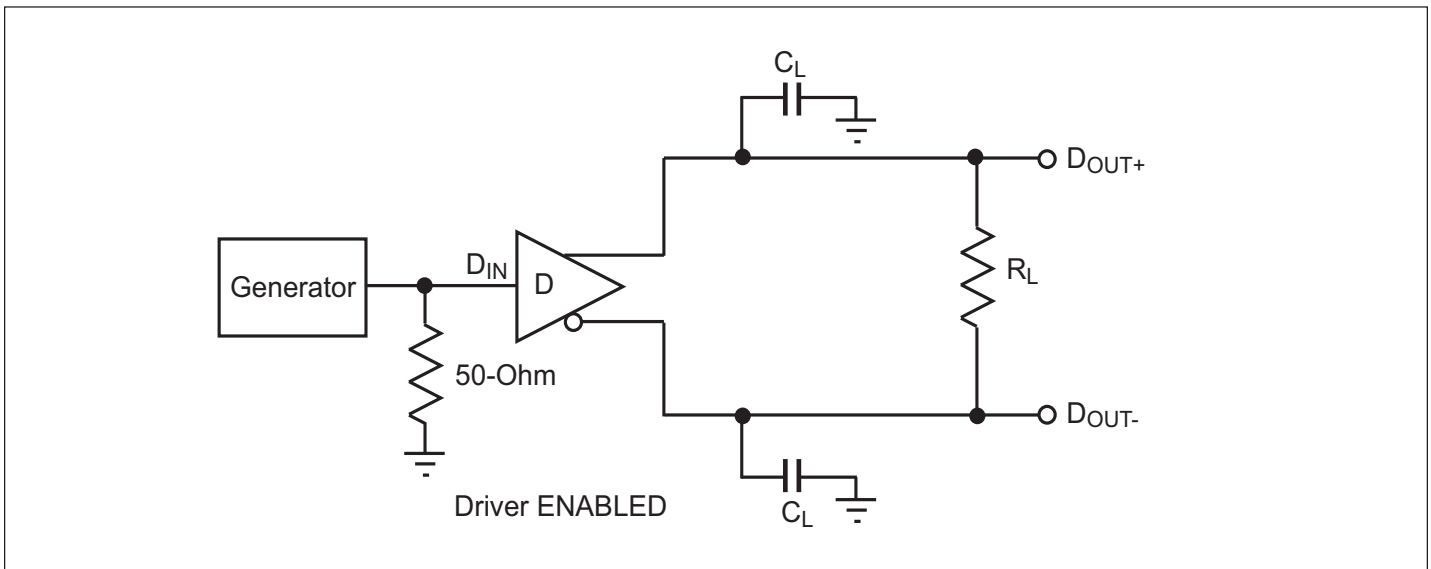 C_L
D_OUT+
D_IN
D
Generator
R_L
50-Ohm
D_OUT-
Driver ENABLED
C_L